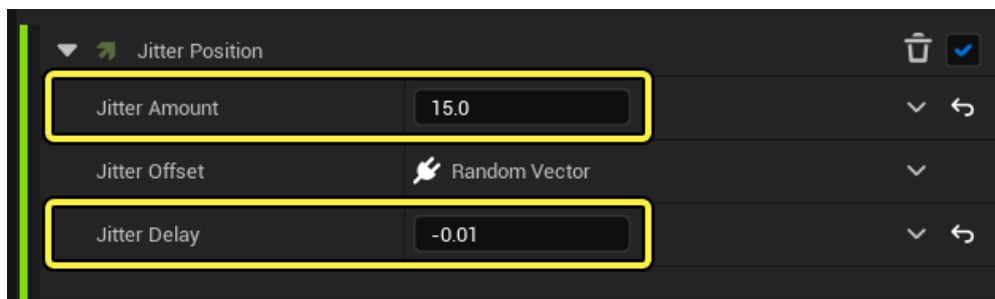 Jitter Position
Jitter Amount 15.0
Jitter Offset Random Vector
Jitter Delay -0.01